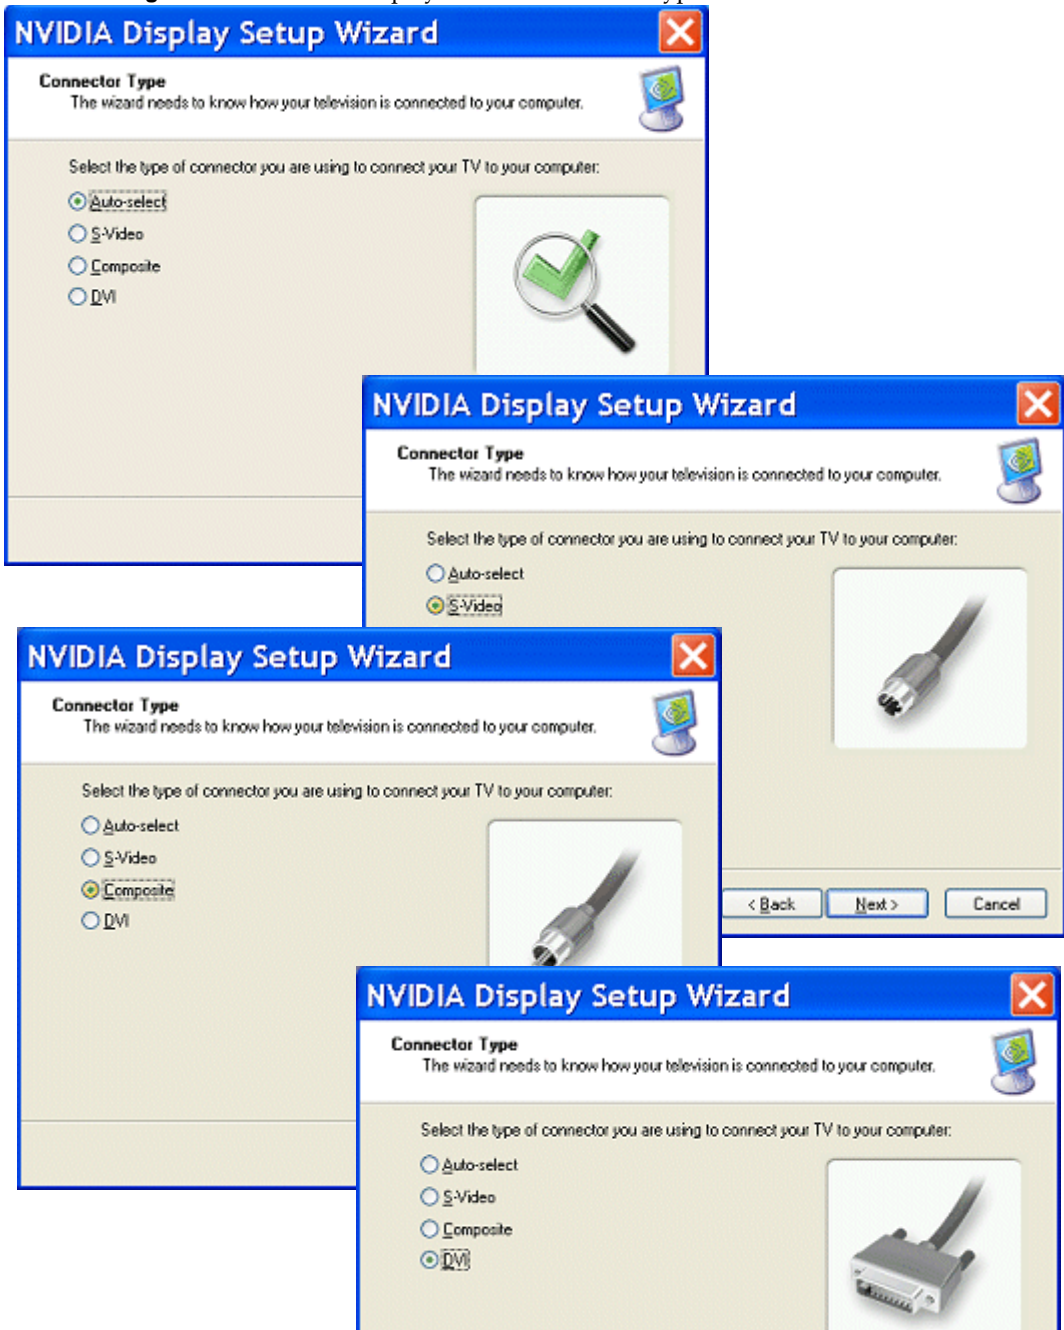 NVIDIA Display Setup Wizard
Connector Type
The wizard needs to know how your television is connected to your computer.
Select the type of connector you are using to connect your TV to your computer:
Auto-select
S-Video
Composite
DVI
NVIDIA Display Setup Wizard
Connector Type
The wizard needs to know how your television is connected to your computer.
Select the type of connector you are using to connect your TV to your computer:
Auto-select
S-Video
< Back Next > Cancel
NVIDIA Display Setup Wizard
Connector Type
The wizard needs to know how your television is connected to your computer.
Select the type of connector you are using to connect your TV to your computer:
Auto-select
S-Video
Composite
DVI
NVIDIA Display Setup Wizard
Connector Type
The wizard needs to know how your television is connected to your computer.
Select the type of connector you are using to connect your TV to your computer:
Auto-select
S-Video
Composite
DVI